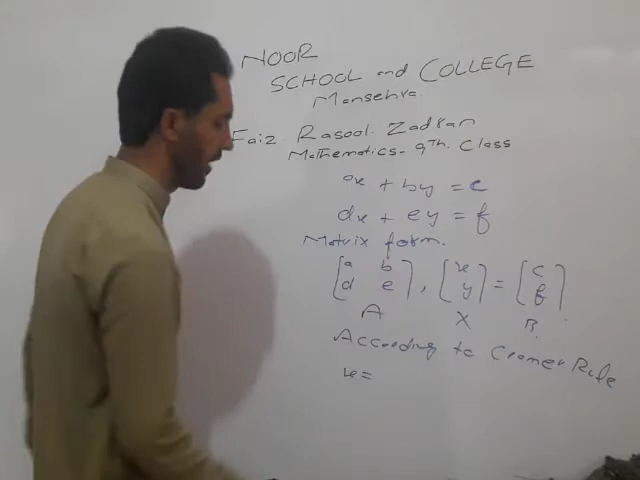 NOOR
SCHOOL and COLLEGE
Mansehra
Faiz Rasool Zadran
Mathematics-9Th. Class
ax + by = c
dx + ey = f
Matrix form.
[a b
d e], [x
y] = [c
f]
A X B
According to Cramer Rule
x=